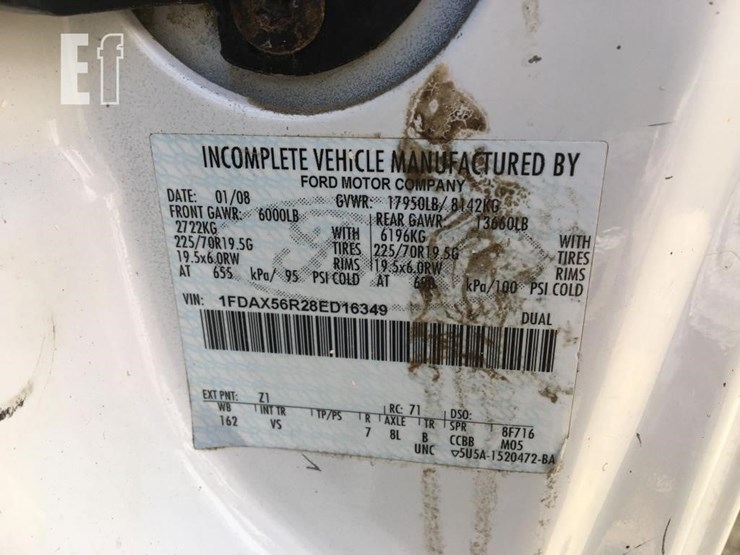 Ef
INCOMPLETE VEHICLE MANUFACTURED BY
FORD MOTOR COMPANY
DATE: 01/08 GVWR: 17950LB/ 8142KG
FRONT GAWR: 6000LB REAR GAWR: 13660LB
2722KG WITH 6196KG WITH
225/70R19.5G TIRES 225/70R19.5G TIRES
19.5x6.0RW RIMS 19.5x6.0RW RIMS
AT 655 kPa/ 95 PSI COLD AT kPa/100 PSI COLD
VIN: 1FDAX56R28ED16349 DUAL
EXT PNT: Z1 RC: 71 DSO:
WB INT TR TP/PS R AXLE TR SPR 8F716
162 VS 7 8L B CCBB M05
UNC ▽5U5A-1520472-BA